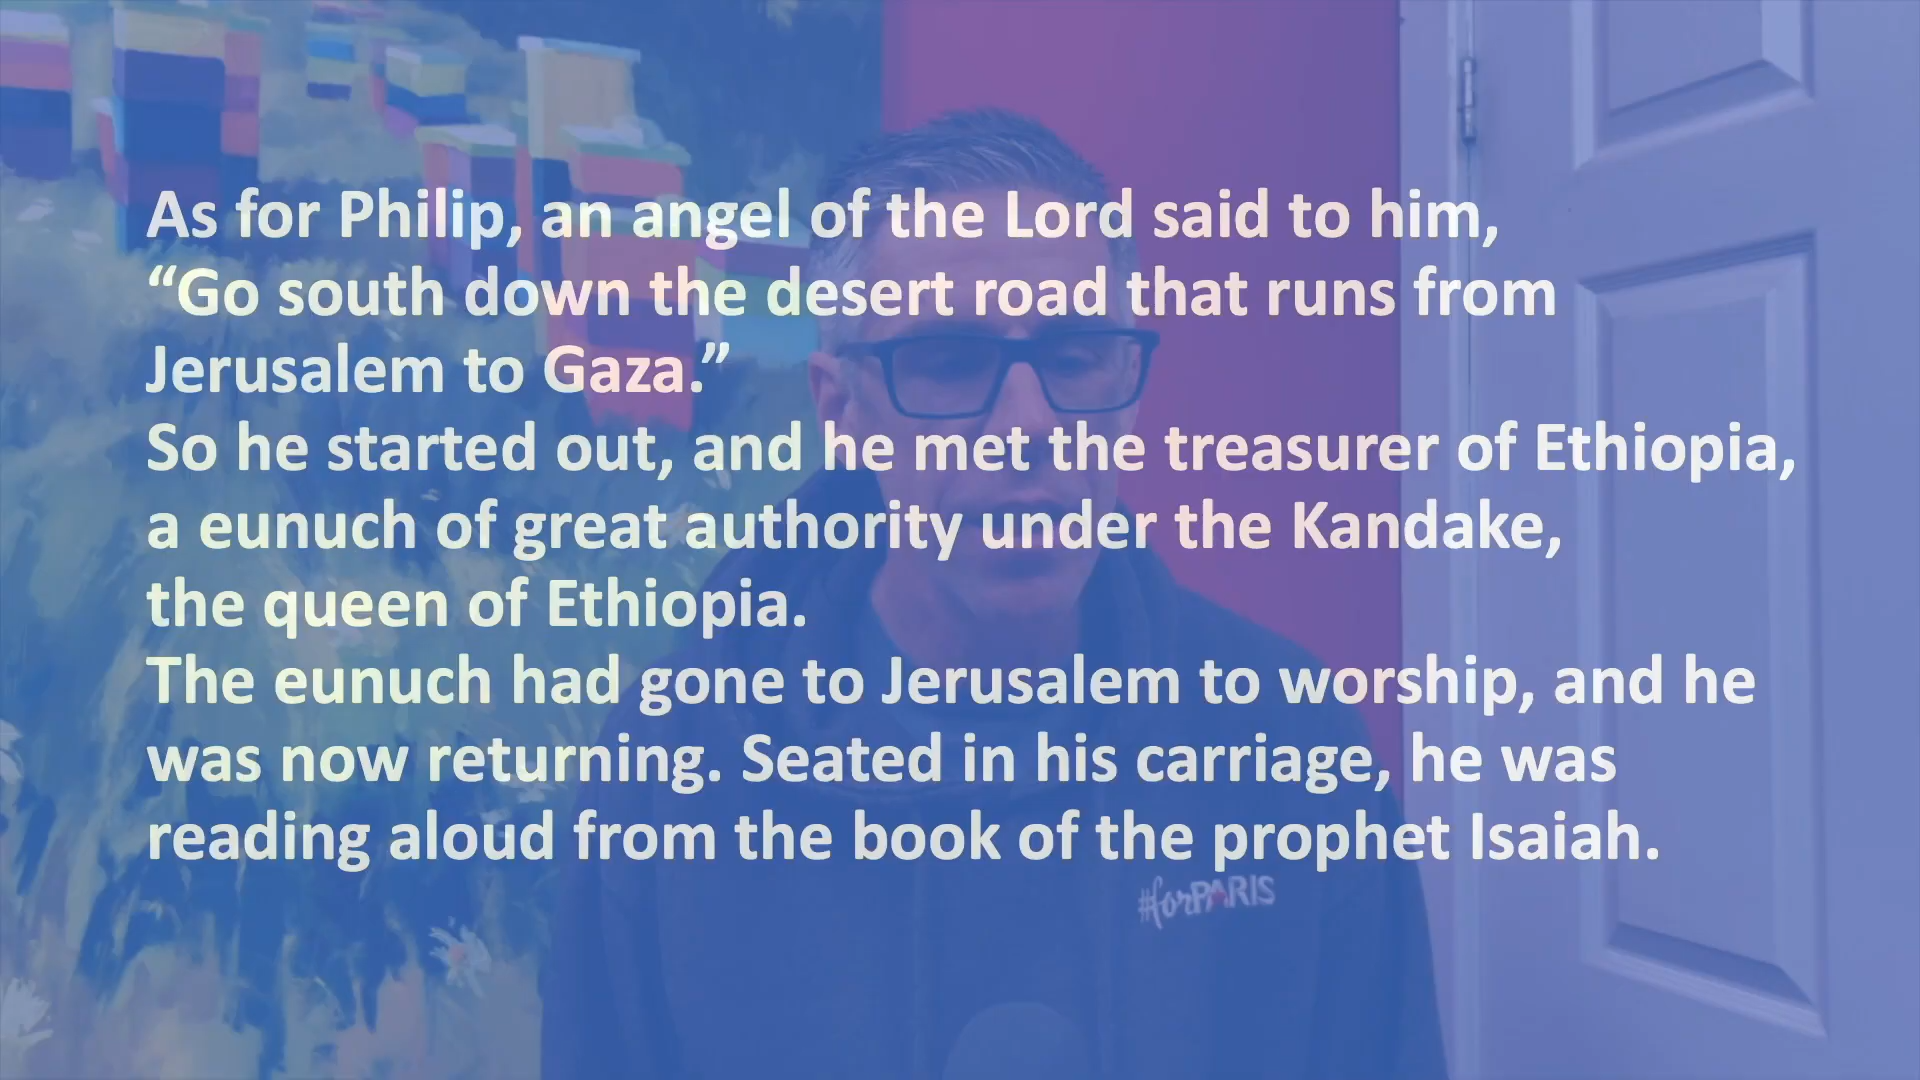 As for Philip, an angel of the Lord said to him,
“Go south down the desert road that runs from
Jerusalem to Gaza.”
So he started out, and he met the treasurer of Ethiopia,
a eunuch of great authority under the Kandake,
the queen of Ethiopia.
The eunuch had gone to Jerusalem to worship, and he
was now returning. Seated in his carriage, he was
reading aloud from the book of the prophet Isaiah.
#forPARIS